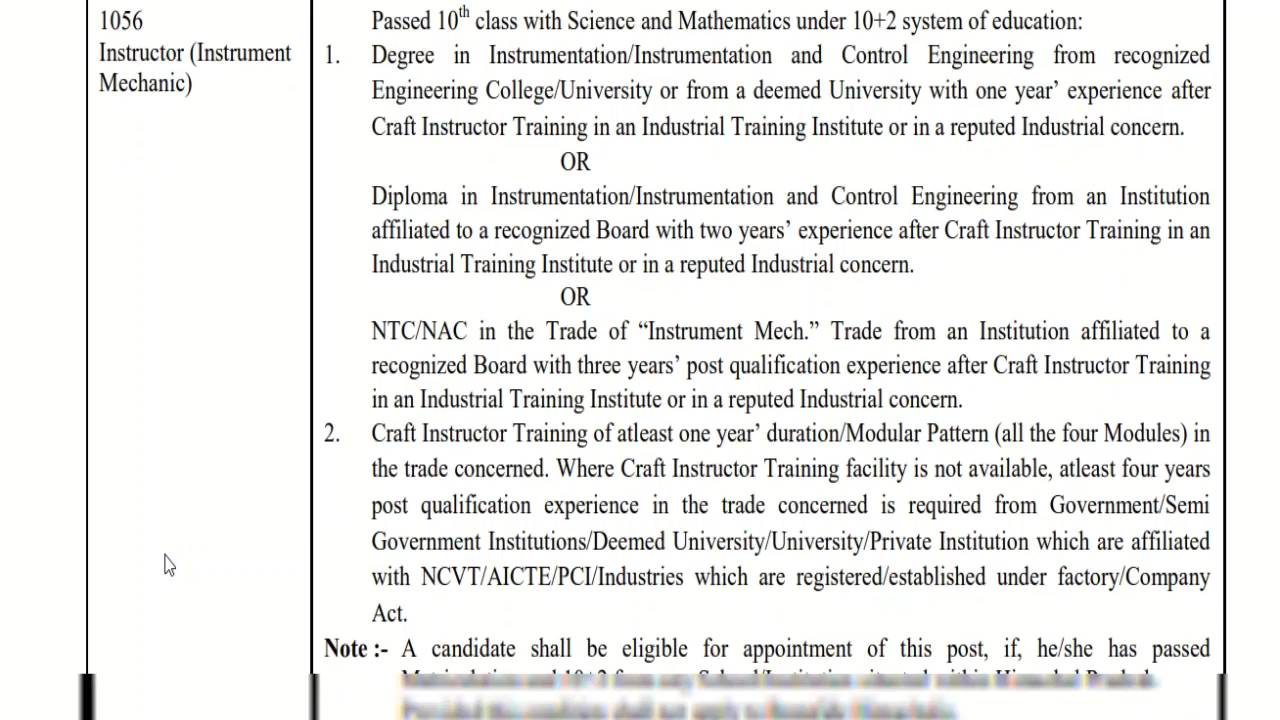 1056
Instructor (Instrument
Mechanic)
Passed 10th class with Science and Mathematics under 10+2 system of education:
1. Degree in Instrumentation/Instrumentation and Control Engineering from recognized
Engineering College/University or from a deemed University with one year’ experience after
Craft Instructor Training in an Industrial Training Institute or in a reputed Industrial concern.
OR
Diploma in Instrumentation/Instrumentation and Control Engineering from an Institution
affiliated to a recognized Board with two years’ experience after Craft Instructor Training in an
Industrial Training Institute or in a reputed Industrial concern.
OR
NTC/NAC in the Trade of “Instrument Mech.” Trade from an Institution affiliated to a
recognized Board with three years’ post qualification experience after Craft Instructor Training
in an Industrial Training Institute or in a reputed Industrial concern.
2. Craft Instructor Training of atleast one year’ duration/Modular Pattern (all the four Modules) in
the trade concerned. Where Craft Instructor Training facility is not available, atleast four years
post qualification experience in the trade concerned is required from Government/Semi
Government Institutions/Deemed University/University/Private Institution which are affiliated
with NCVT/AICTE/PCI/Industries which are registered/established under factory/Company
Act.
Note :- A candidate shall be eligible for appointment of this post, if, he/she has passed